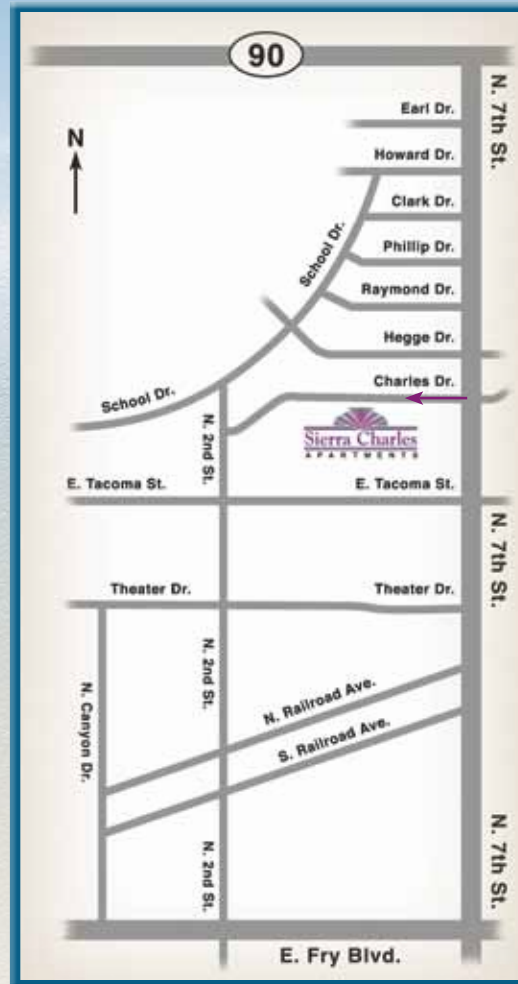 90
N. 7th St.
Earl Dr.
N
Howard Dr.
Clark Dr.
School Dr.
Phillip Dr.
Raymond Dr.
Hegge Dr.
Charles Dr.
School Dr.
Sierra Charles
APARTMENTS
N. 2nd St.
E. Tacoma St.
E. Tacoma St.
N. 7th St.
Theater Dr.
Theater Dr.
N. 2nd St.
N. Canyon Dr.
N. Railroad Ave.
S. Railroad Ave.
N. 7th St.
N. 2nd St.
E. Fry Blvd.